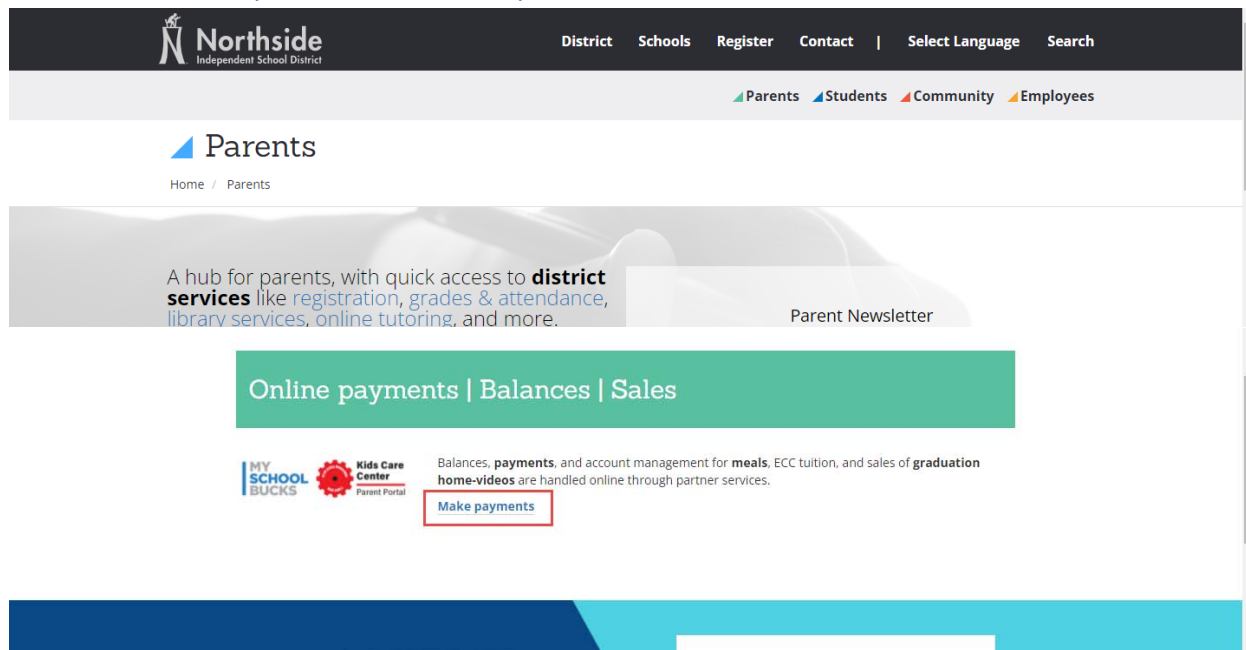 Northside
Independent School District
District Schools Register Contact | Select Language Search
Parents Students Community Employees
Parents
Home / Parents
A hub for parents, with quick access to district
services like registration, grades & attendance,
library services, online tutoring, and more.
Parent Newsletter
Online payments | Balances | Sales
MY
SCHOOL
BUCKS
Kids Care
Center
Parent Portal
Balances, payments, and account management for meals, ECC tuition, and sales of graduation
home-videos are handled online through partner services.
Make payments